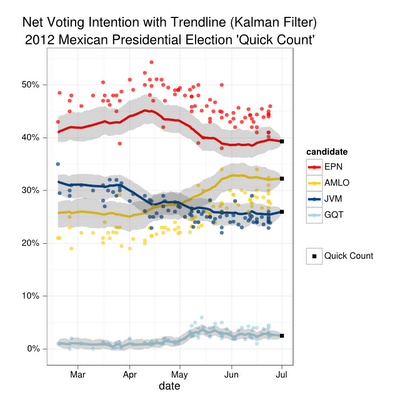 Net Voting Intention with Trendline (Kalman Filter)
2012 Mexican Presidential Election 'Quick Count'
50%
40%
30%
20%
10%
0%
Mar
Apr
May
Jun
Jul
date
candidate
EPN
AMLO
JVM
GQT
Quick Count